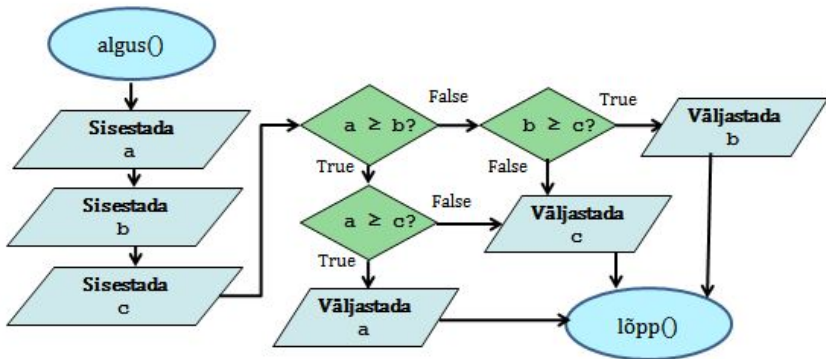 algus()
Sisestada
a
Sisestada
b
Sisestada
c
a ≥ b?
False
True
b ≥ c?
True
False
Väljastada
b
a ≥ c?
False
True
Väljastada
c
Väljastada
a
lõpp()